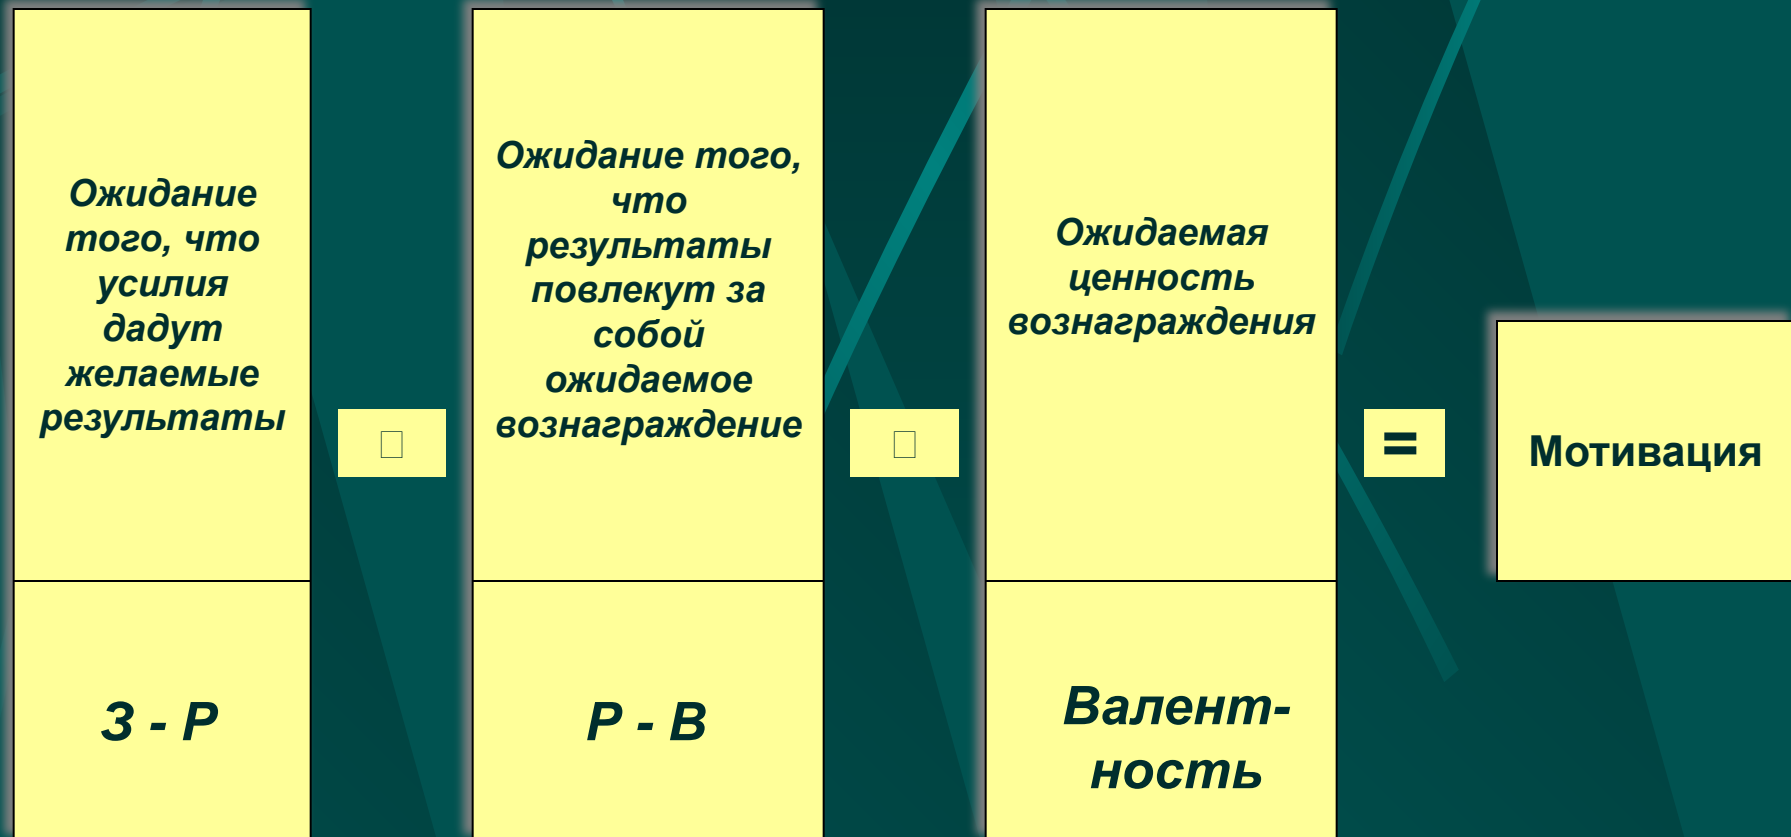 Ожидание
того, что
усилия
дадут
желаемые
результаты
З - Р
Ожидание того,
что
результаты
повлекут за
собой
ожидаемое
вознаграждение
Р - В
Ожидаемая
ценность
вознаграждения
Валент-
ность
=
Мотивация